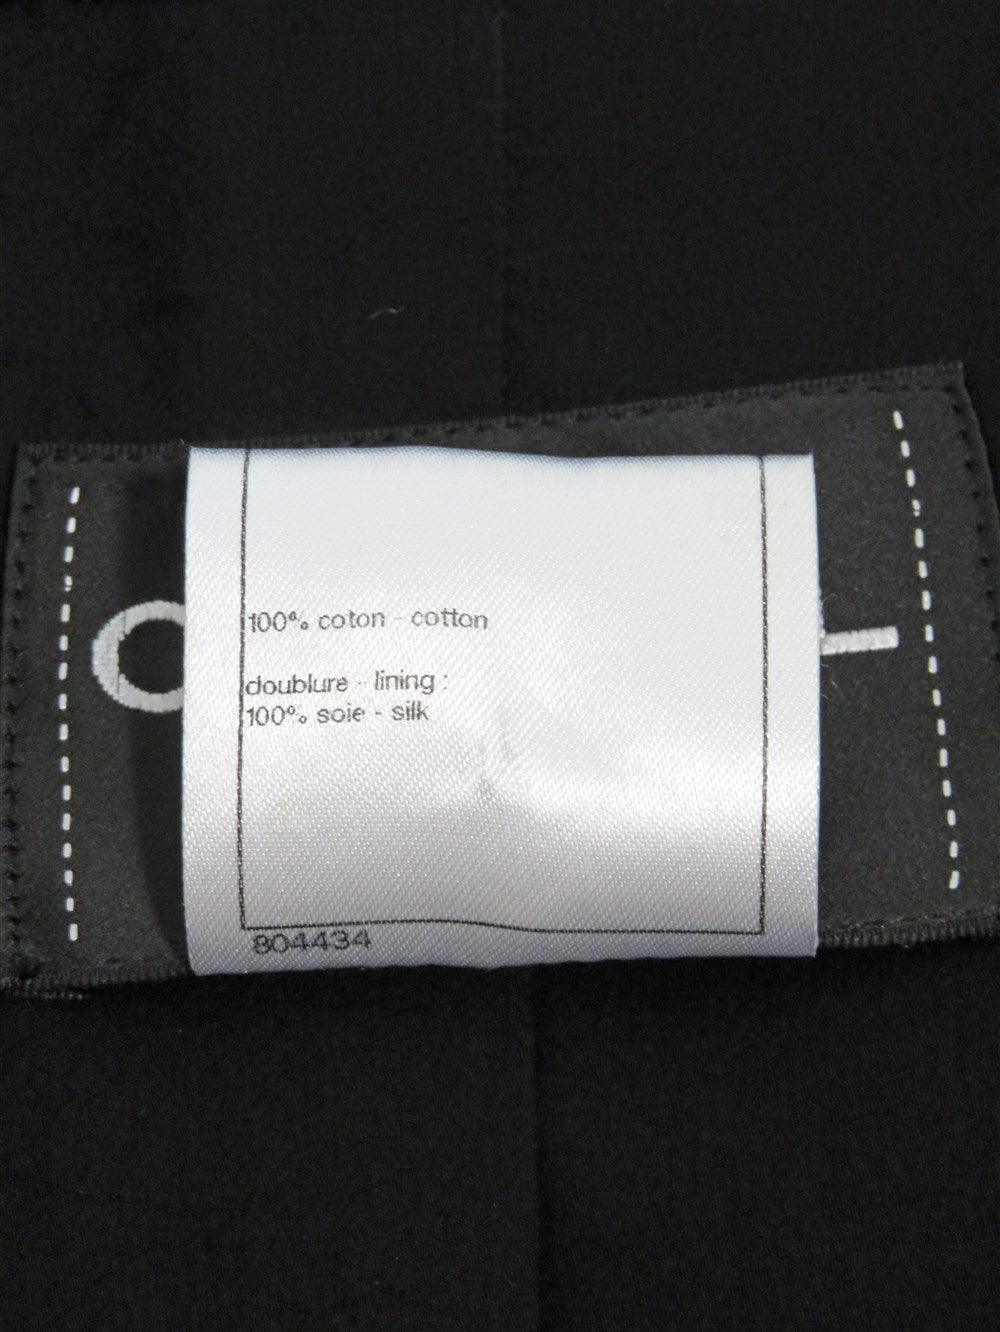 100% coton - cotton
doublure - lining :
100% soie - silk
804434